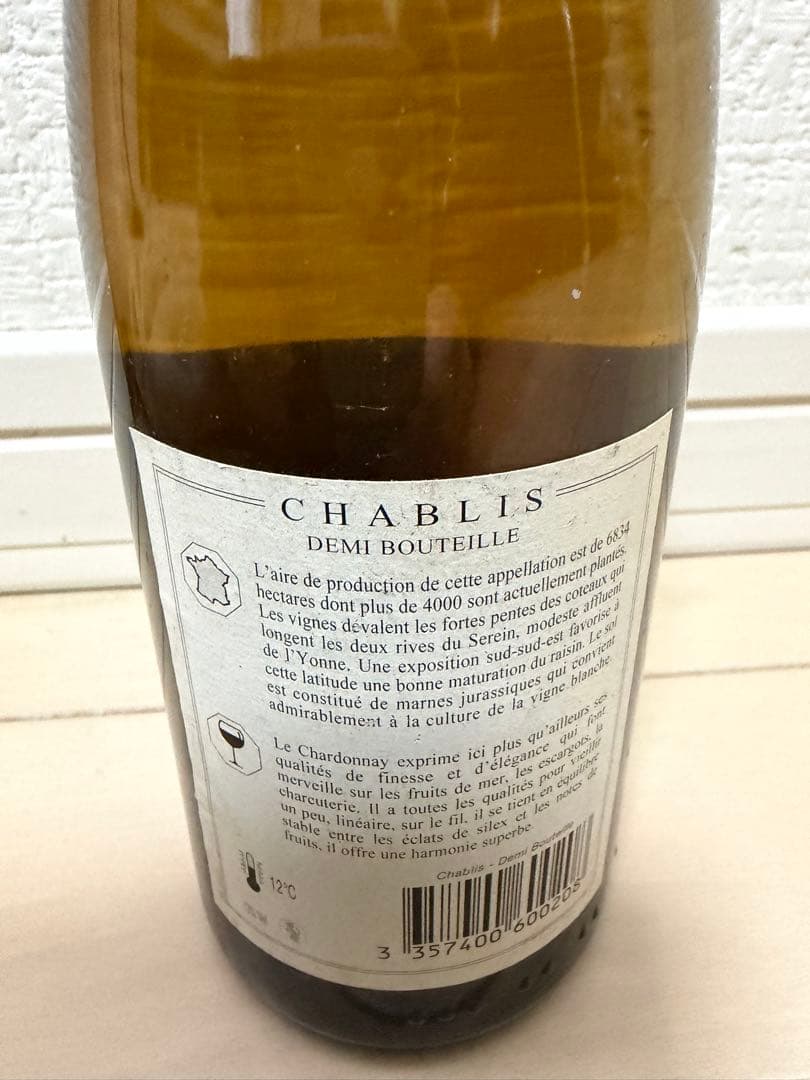 CHABLIS
DEMI BOUTEILLE
L'aire de production de cette appellation est de 6834
hectares dont plus de 4000 sont actuellement plantés.
Les vignes dévalent les fortes pentes des coteaux qui
longent les deux rives du Serein, modeste affluent
de l'Yonne. Une exposition sud-sud-est favorise à
cette latitude une bonne maturation du raisin. Le sol
est constitué de marnes jurassiques qui convient
admirablement à la culture de la vigne blanche.
Le Chardonnay exprime ici plus qu'ailleurs ses
qualités de finesse et d'élégance qui font
merveille sur les fruits de mer, les escargots, la
charcuterie. Il a toutes les qualités pour vieillir
un peu, linéaire, sur le fil, il se tient en équilibre
stable entre les éclats de silex et les notes de
fruits, il offre une harmonie superbe.
12°C
Chablis - Demi Bouteille
3 357400 600205